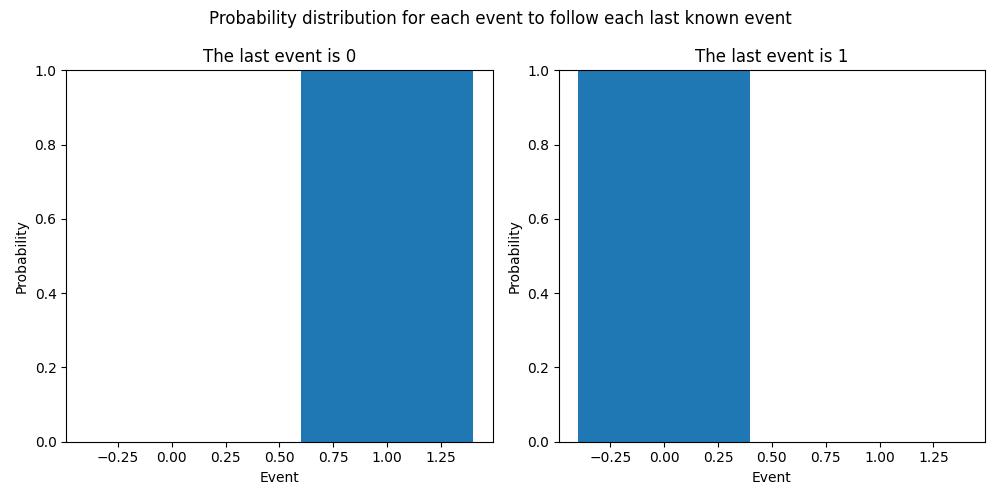 Probability distribution for each event to follow each last known event
The last event is 0
1.0
0.8
0.6
0.4
0.2
0.0
Probability
−0.25 0.00 0.25 0.50 0.75 1.00 1.25
Event
The last event is 1
1.0
0.8
0.6
0.4
0.2
0.0
Probability
−0.25 0.00 0.25 0.50 0.75 1.00 1.25
Event